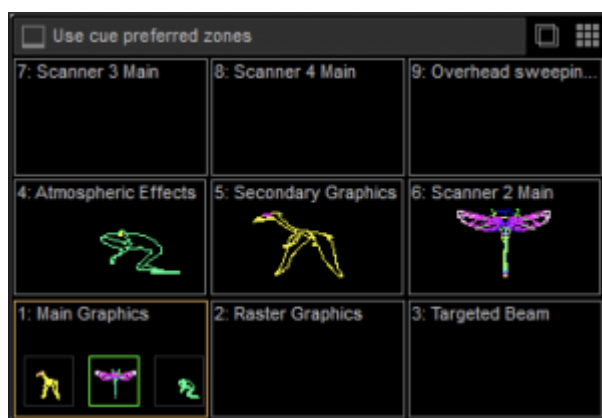 Use cue preferred zones
7: Scanner 3 Main
8: Scanner 4 Main
9: Overhead sweepin...
4: Atmospheric Effects
5: Secondary Graphics
6: Scanner 2 Main
1: Main Graphics
2: Raster Graphics
3: Targeted Beam